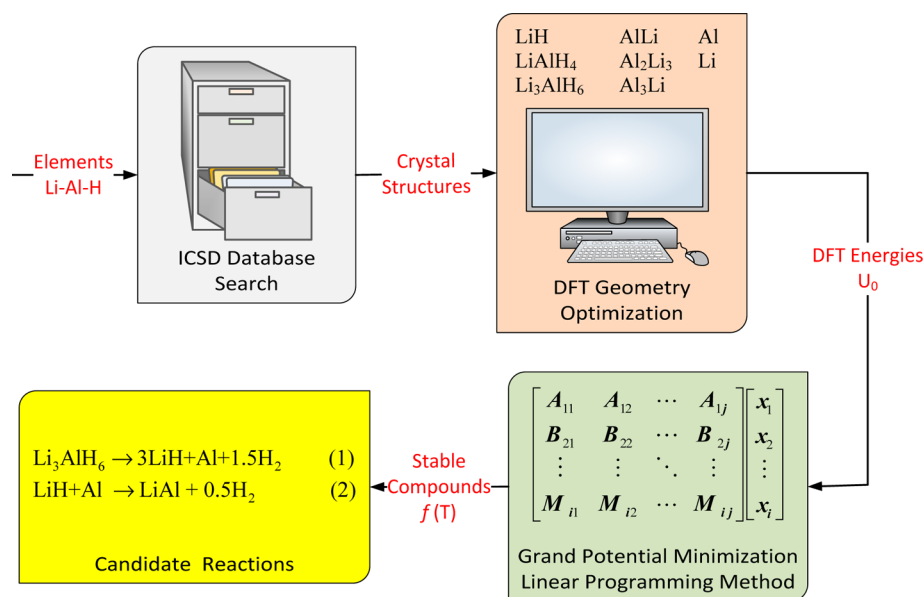 Elements
Li-Al-H
ICSD Database
Search
Crystal
Structures
LiH AlLi Al
LiAlH₄ Al₂Li₃ Li
Li₃AlH₆ Al₃Li
DFT Geometry
Optimization
DFT Energies
U₀
A₁₁ A₁₂ ⋯ A₁ⱼ x₁
B₂₁ B₂₂ ⋯ B₂ⱼ x₂
⋮ ⋮ ⋱ ⋮ ⋮
Mᵢ₁ Mᵢ₂ ⋯ Mᵢⱼ xᵢ
Grand Potential Minimization
Linear Programming Method
Stable
Compounds
f (T)
Li₃AlH₆ → 3LiH+Al+1.5H₂ (1)
LiH+Al → LiAl + 0.5H₂ (2)
Candidate Reactions